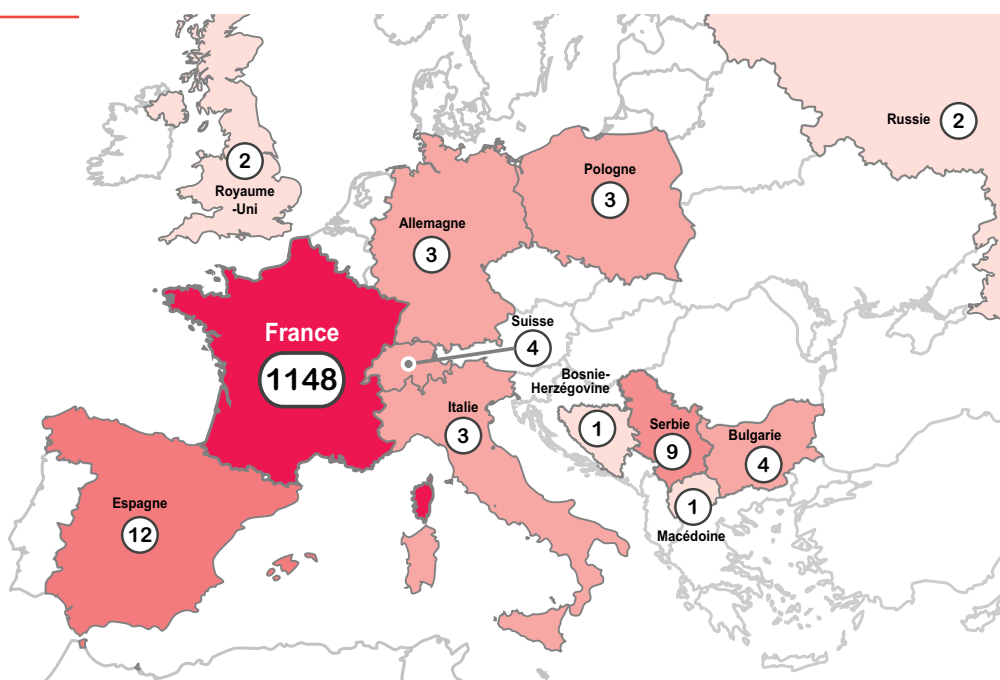 Russie 2
2
Royaume
-Uni
Pologne
3
Allemagne
3
France
1148
Suisse
4
Bosnie-
Herzégovine
1
Italie
3
Serbie
9
Bulgarie
4
Espagne
12
1
Macédoine